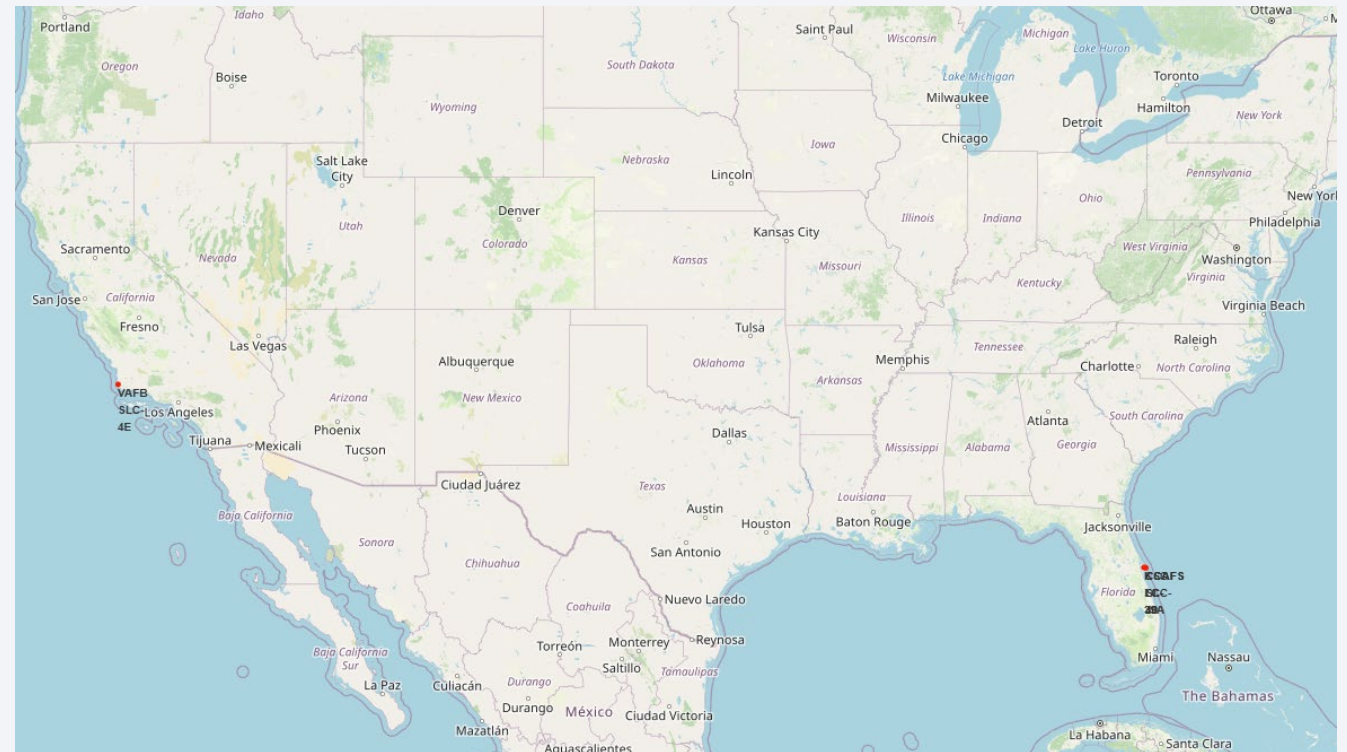 Idaho
Ottawa
Portland
Saint Paul
Wisconsin
Michigan
Lake Huron
Oregon
Boise
South Dakota
Lake Michigan
Toronto
Wyoming
Milwaukee
Hamilton
New York
Detroit
Chicago
Iowa
Salt Lake
City
Nebraska
Lincoln
Pennsylvania
Ohio
New York
Denver
Utah
Colorado
Illinois
Indiana
Philadelphia
Kansas City
Sacramento
Nevada
Kansas
Missouri
West Virginia
Washington
Virginia
Kentucky
San Jose
California
Virginia Beach
Fresno
Las Vegas
Tulsa
Raleigh
Tennessee
Albuquerque
Oklahoma
Memphis
Charlotte
North Carolina
Arkansas
VAFB
SLC-
4E
Los Angeles
Arizona
New Mexico
Phoenix
South Carolina
Atlanta
Dallas
Tijuana
Mexicali
Tucson
Mississippi
Alabama
Georgia
Ciudad Juárez
Texas
Louisiana
Baja California
Austin
Houston
Baton Rouge
Jacksonville
Sonora
San Antonio
Chihuahua
Florida
Coahuila
Nuevo Laredo
Torreón
Monterrey
Reynosa
Baja California
Sur
Saltillo
Tamaulipas
Miami
Nassau
La Paz
Culiacán
Durango
The Bahamas
Durango
México
Ciudad Victoria
Mazatlán
La Habana
Santa Clara
Aguascalientes